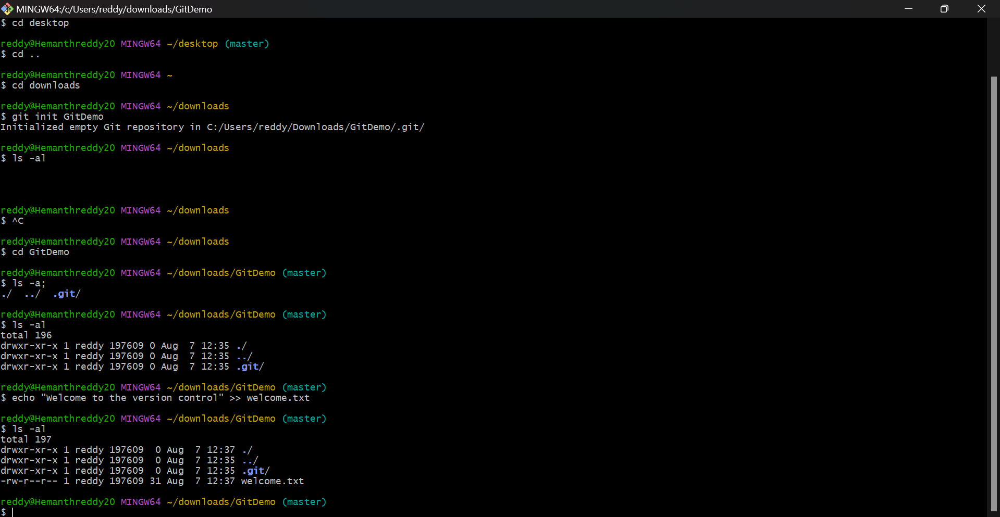 MINGW64:/c/Users/reddy/downloads/GitDemo
$ cd desktop
reddy@Hemanthreddy20 MINGW64 ~/desktop (master)
$ cd ..
reddy@Hemanthreddy20 MINGW64 ~
$ cd downloads
reddy@Hemanthreddy20 MINGW64 ~/downloads
$ git init GitDemo
Initialized empty Git repository in C:/Users/reddy/Downloads/GitDemo/.git/
reddy@Hemanthreddy20 MINGW64 ~/downloads
$ ls -al
reddy@Hemanthreddy20 MINGW64 ~/downloads
$ ^C
reddy@Hemanthreddy20 MINGW64 ~/downloads
$ cd GitDemo
reddy@Hemanthreddy20 MINGW64 ~/downloads/GitDemo (master)
$ ls -a;
./  ../  .git/
reddy@Hemanthreddy20 MINGW64 ~/downloads/GitDemo (master)
$ ls -al
total 196
drwxr-xr-x 1 reddy 197609 0 Aug  7 12:35 ./
drwxr-xr-x 1 reddy 197609 0 Aug  7 12:35 ../
drwxr-xr-x 1 reddy 197609 0 Aug  7 12:35 .git/
reddy@Hemanthreddy20 MINGW64 ~/downloads/GitDemo (master)
$ echo "Welcome to the version control" >> welcome.txt
reddy@Hemanthreddy20 MINGW64 ~/downloads/GitDemo (master)
$ ls -al
total 197
drwxr-xr-x 1 reddy 197609  0 Aug  7 12:37 ./
drwxr-xr-x 1 reddy 197609  0 Aug  7 12:35 ../
drwxr-xr-x 1 reddy 197609  0 Aug  7 12:35 .git/
-rw-r--r-- 1 reddy 197609 31 Aug  7 12:37 welcome.txt
reddy@Hemanthreddy20 MINGW64 ~/downloads/GitDemo (master)
$